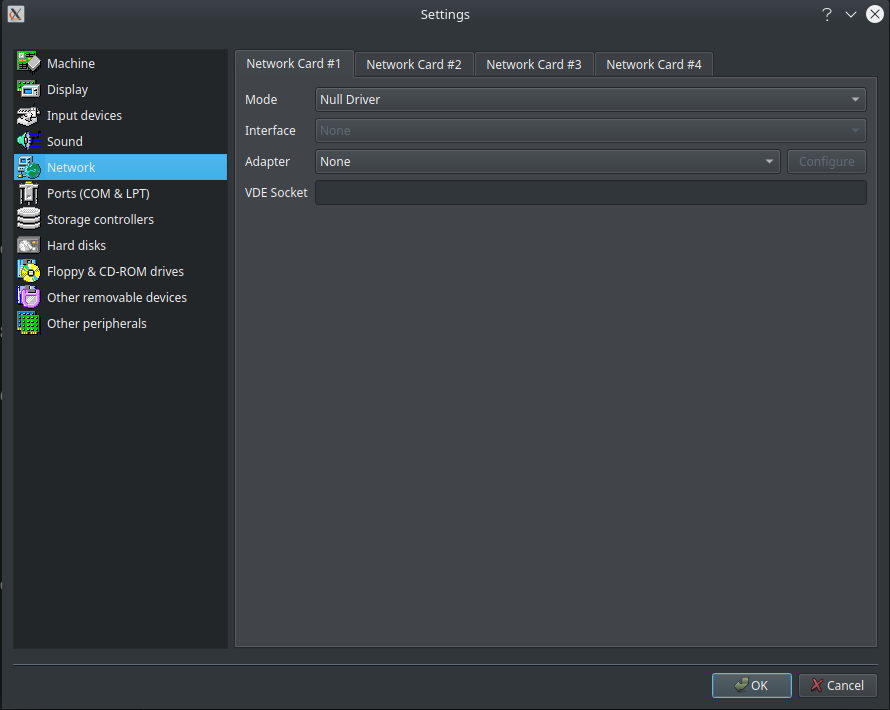 Settings
Machine
Display
Input devices
Sound
Network
Ports (COM & LPT)
Storage controllers
Hard disks
Floppy & CD-ROM drives
Other removable devices
Other peripherals
Network Card #1 Network Card #2 Network Card #3 Network Card #4
Mode Null Driver
Interface None
Adapter None Configure
VDE Socket
OK Cancel